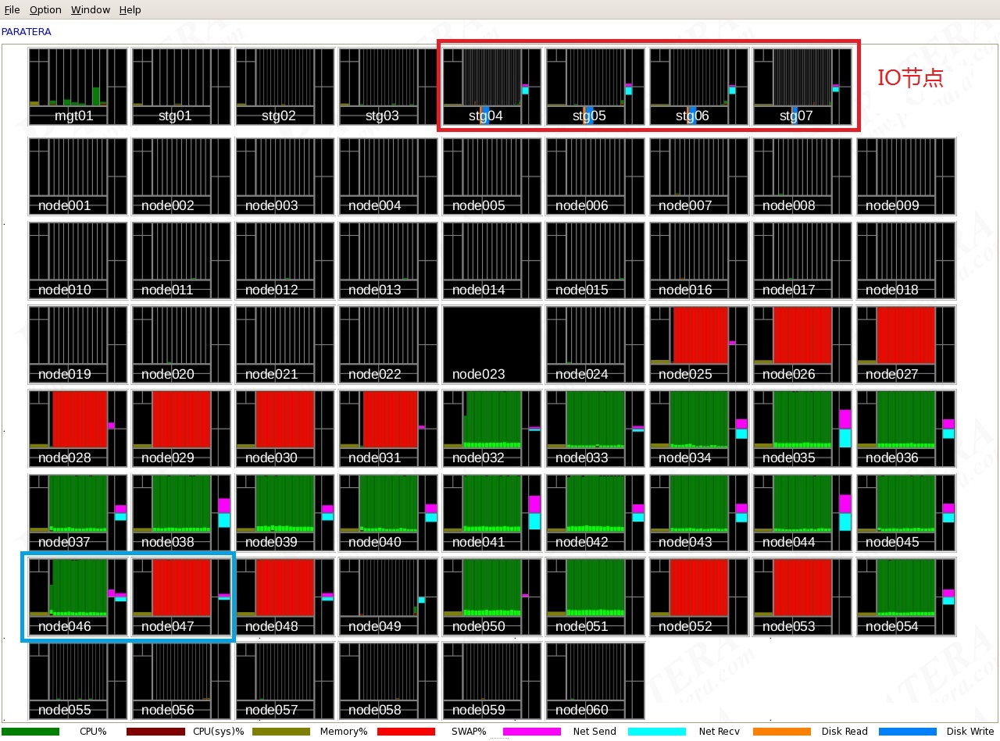 File Option Window Help
PARATERA
IO节点
mgt01 stg01 stg02 stg03 stg04 stg05 stg06 stg07
node001 node002 node003 node004 node005 node006 node007 node008 node009
node010 node011 node012 node013 node014 node015 node016 node017 node018
node019 node020 node021 node022 node023 node024 node025 node026 node027
node028 node029 node030 node031 node032 node033 node034 node035 node036
node037 node038 node039 node040 node041 node042 node043 node044 node045
node046 node047 node048 node049 node050 node051 node052 node053 node054
node055 node056 node057 node058 node059 node060
CPU% CPU(sys)% Memory% SWAP% Net Send Net Recv Disk Read Disk Write